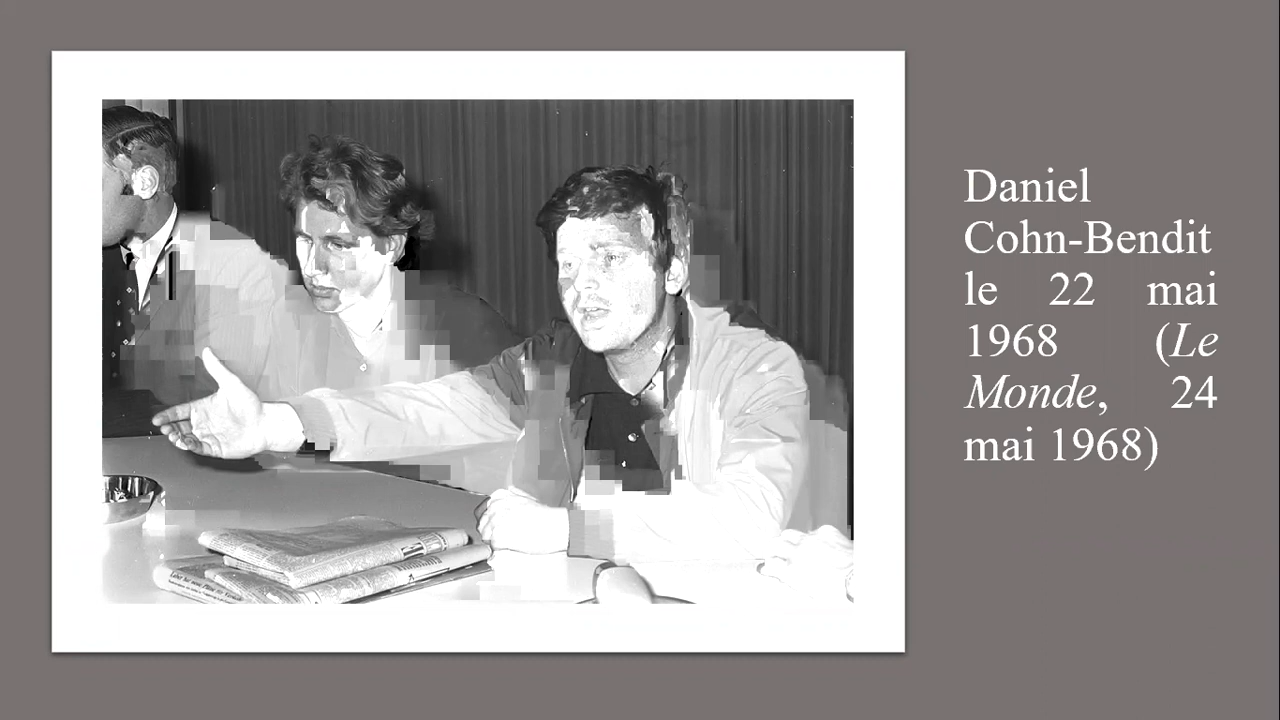 Daniel
Cohn-Bendit
le 22 mai
1968 (Le
Monde, 24
mai 1968)